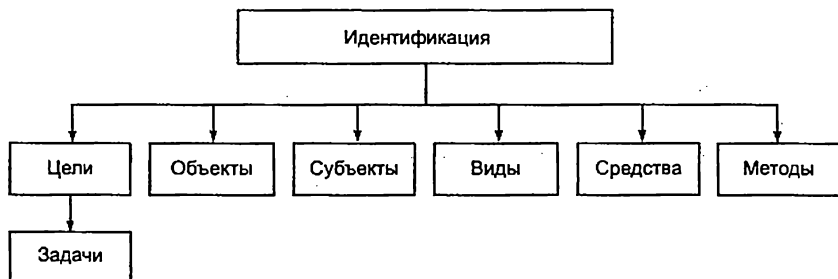 Идентификация
Цели
Объекты
Субъекты
Виды
Средства
Методы
Задачи